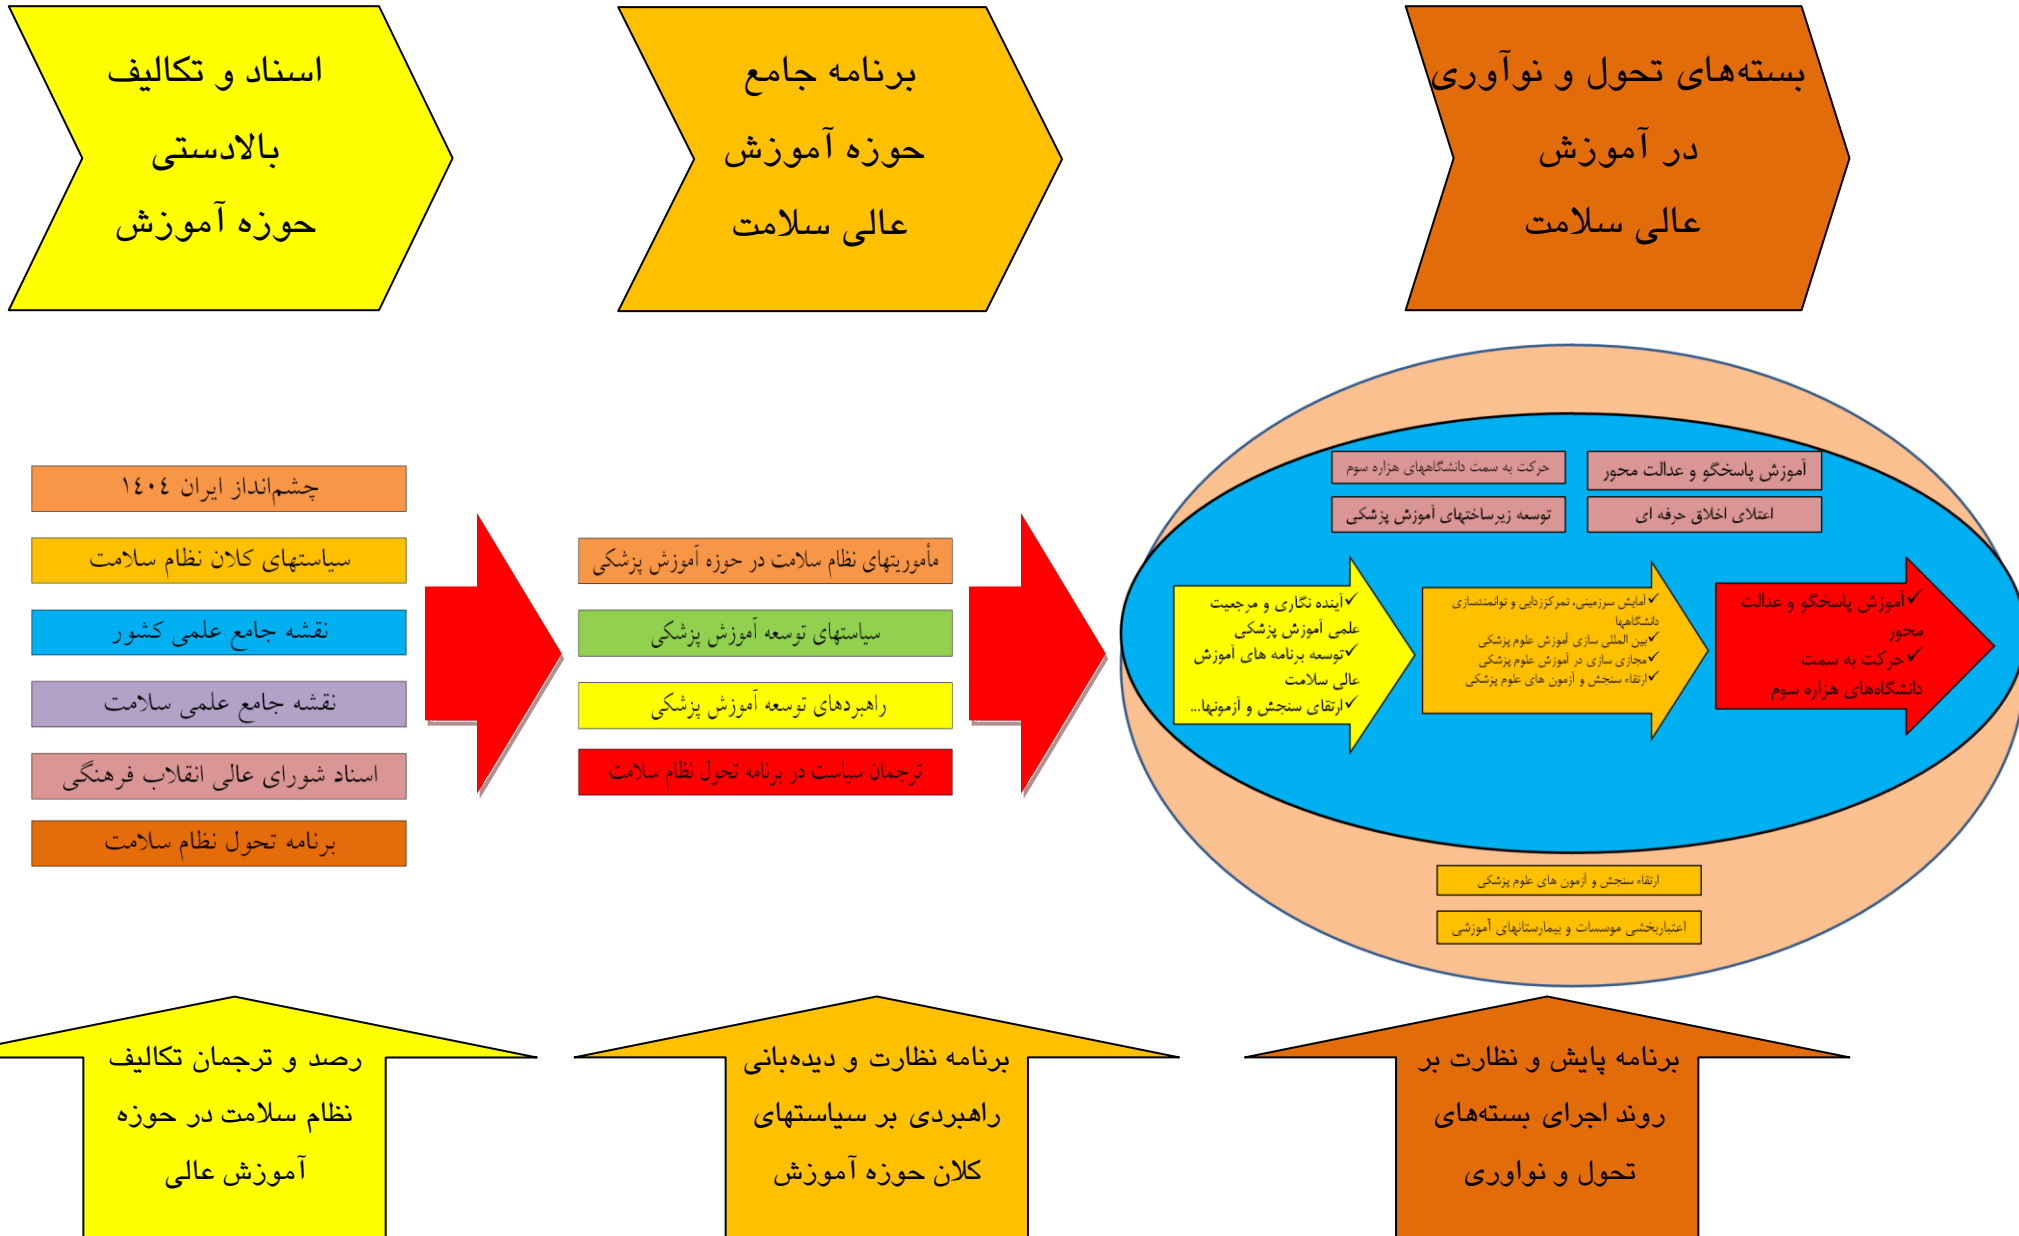 اسناد و تکالیف
بالادستی
حوزه آموزش
برنامه جامع
حوزه آموزش
عالی سلامت
بسته‌های تحول و نوآوری
در آموزش
عالی سلامت
چشم‌انداز ایران ١٤٠٤
سیاستهای کلان نظام سلامت
نقشه جامع علمی کشور
نقشه جامع علمی سلامت
اسناد شورای عالی انقلاب فرهنگی
برنامه تحول نظام سلامت
مأموریتهای نظام سلامت در حوزه آموزش پزشکی
سیاستهای توسعه آموزش پزشکی
راهبردهای توسعه آموزش پزشکی
ترجمان سیاست در برنامه تحول نظام سلامت
آموزش پاسخگو و عدالت محور
حرکت به سمت دانشگاههای هزاره سوم
اعتلای اخلاق حرفه ای
توسعه زیرساختهای آموزش پزشکی
✓آینده نگاری و مرجعیت
علمی آموزش پزشکی
✓توسعه برنامه های آموزش
عالی سلامت
✓ارتقای سنجش و آزمونها...
✓آمایش سرزمینی، تمرکززدایی و توانمندسازی
دانشگاهها
✓بین المللی سازی آموزش علوم پزشکی
✓مجازی سازی در آموزش علوم پزشکی
✓ارتقاء سنجش و آزمون های علوم پزشکی
✓آموزش پاسخگو و عدالت
محور
✓حرکت به سمت
دانشگاه‌های هزاره سوم
ارتقاء سنجش و آزمون های علوم پزشکی
اعتباربخشی موسسات و بیمارستانهای آموزشی
رصد و ترجمان تکالیف
نظام سلامت در حوزه
آموزش عالی
برنامه نظارت و دیده‌بانی
راهبردی بر سیاستهای
کلان حوزه آموزش
برنامه پایش و نظارت بر
روند اجرای بسته‌های
تحول و نواوری